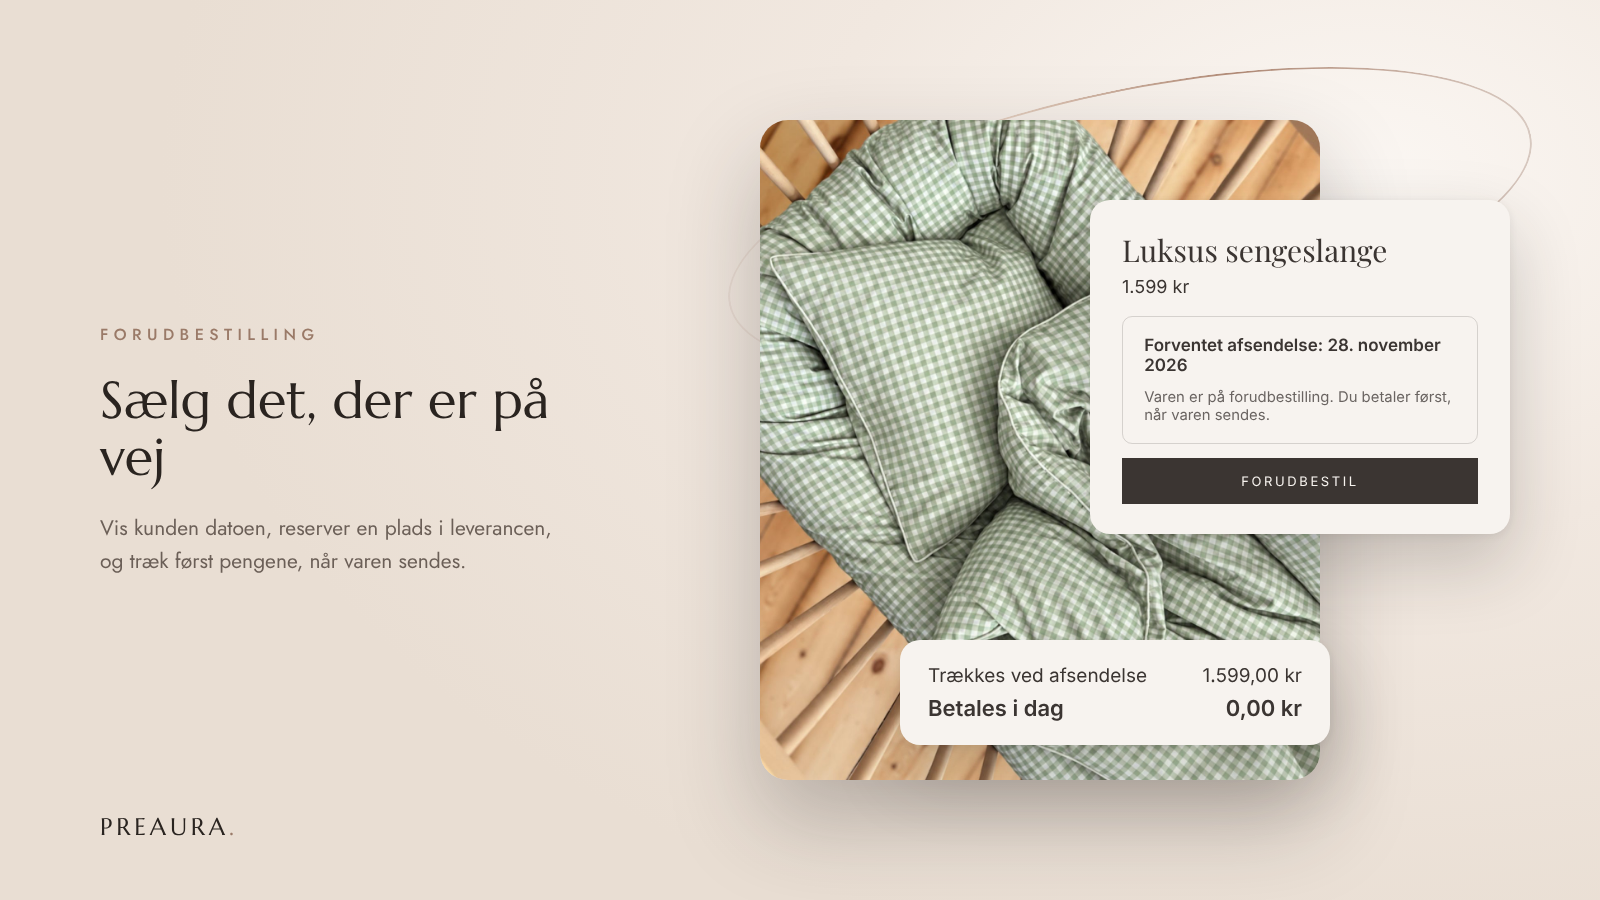 FORUDBESTILLING
Sælg det, der er på
vej
Vis kunden datoen, reserver en plads i leverancen,
og træk først pengene, når varen sendes.
PREAURA.
Luksus sengeslange
1.599 kr
Forventet afsendelse: 28. november
2026
Varen er på forudbestilling. Du betaler først,
når varen sendes.
FORUDBESTIL
Trækkes ved afsendelse 1.599,00 kr
Betales i dag 0,00 kr